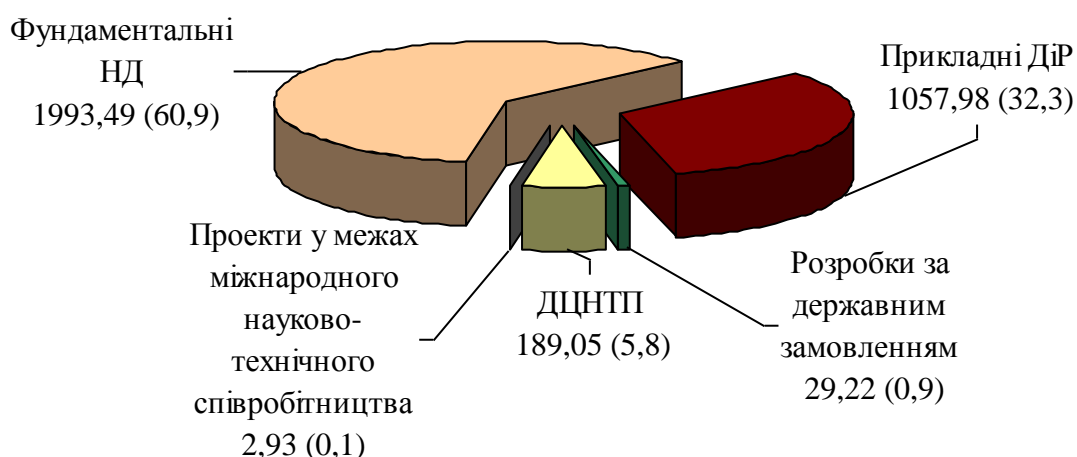 Фундаментальні
НД
1993,49 (60,9)
Прикладні ДіР
1057,98 (32,3)
Проекти у межах
міжнародного
науково-
технічного
співробітництва
2,93 (0,1)
ДЦНТП
189,05 (5,8)
Розробки за
державним
замовленням
29,22 (0,9)